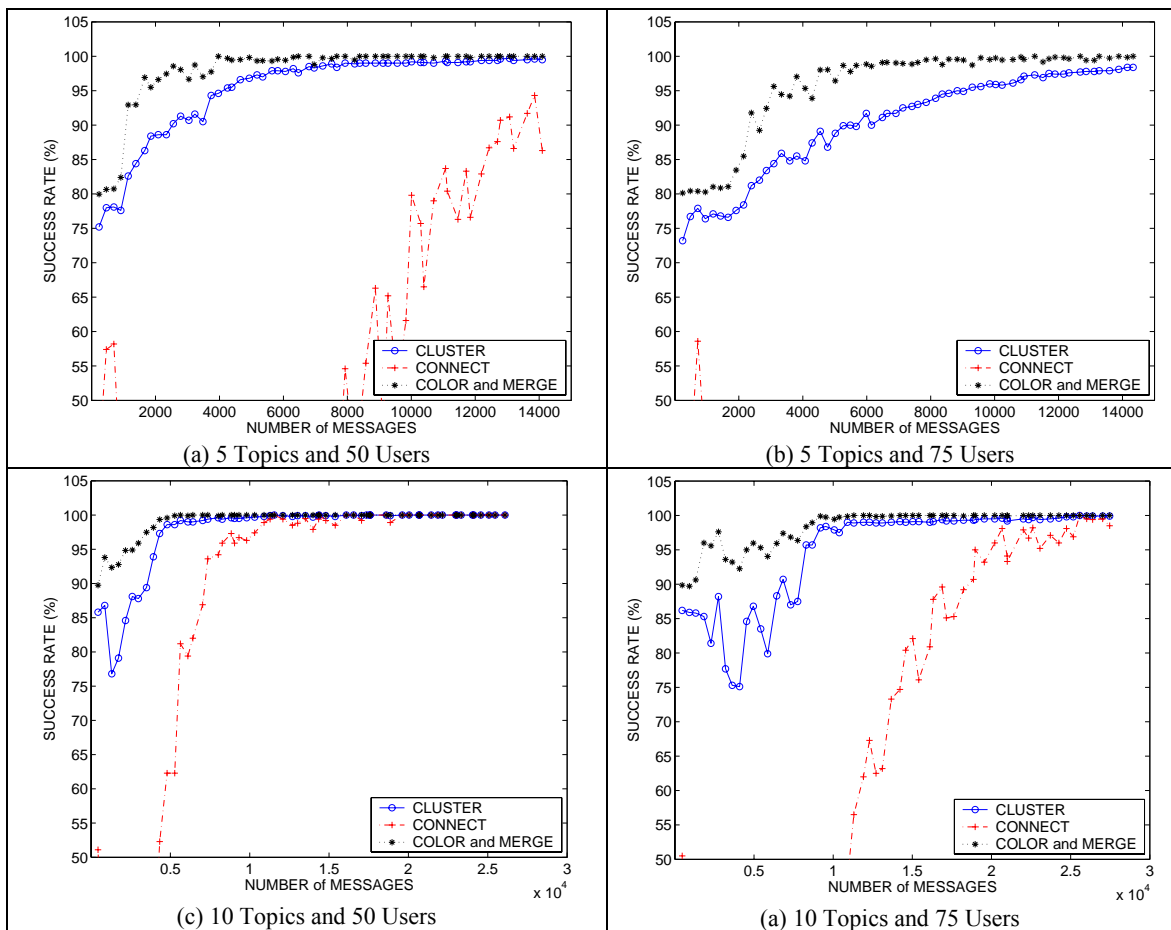 105
100
95
90
85
80
75
70
65
60
55
50
SUCCESS RATE (%)
2000 4000 6000 8000 10000 12000 14000
NUMBER of MESSAGES
CLUSTER
CONNECT
COLOR and MERGE
(a) 5 Topics and 50 Users
105
100
95
90
85
80
75
70
65
60
55
50
SUCCESS RATE (%)
2000 4000 6000 8000 10000 12000 14000
NUMBER of MESSAGES
CLUSTER
CONNECT
COLOR and MERGE
(b) 5 Topics and 75 Users
105
100
95
90
85
80
75
70
65
60
55
50
SUCCESS RATE (%)
0.5 1 1.5 2 2.5 3
x 10^4
NUMBER of MESSAGES
CLUSTER
CONNECT
COLOR and MERGE
(c) 10 Topics and 50 Users
105
100
95
90
85
80
75
70
65
60
55
50
SUCCESS RATE (%)
0.5 1 1.5 2 2.5 3
x 10^4
NUMBER of MESSAGES
CLUSTER
CONNECT
COLOR and MERGE
(a) 10 Topics and 75 Users